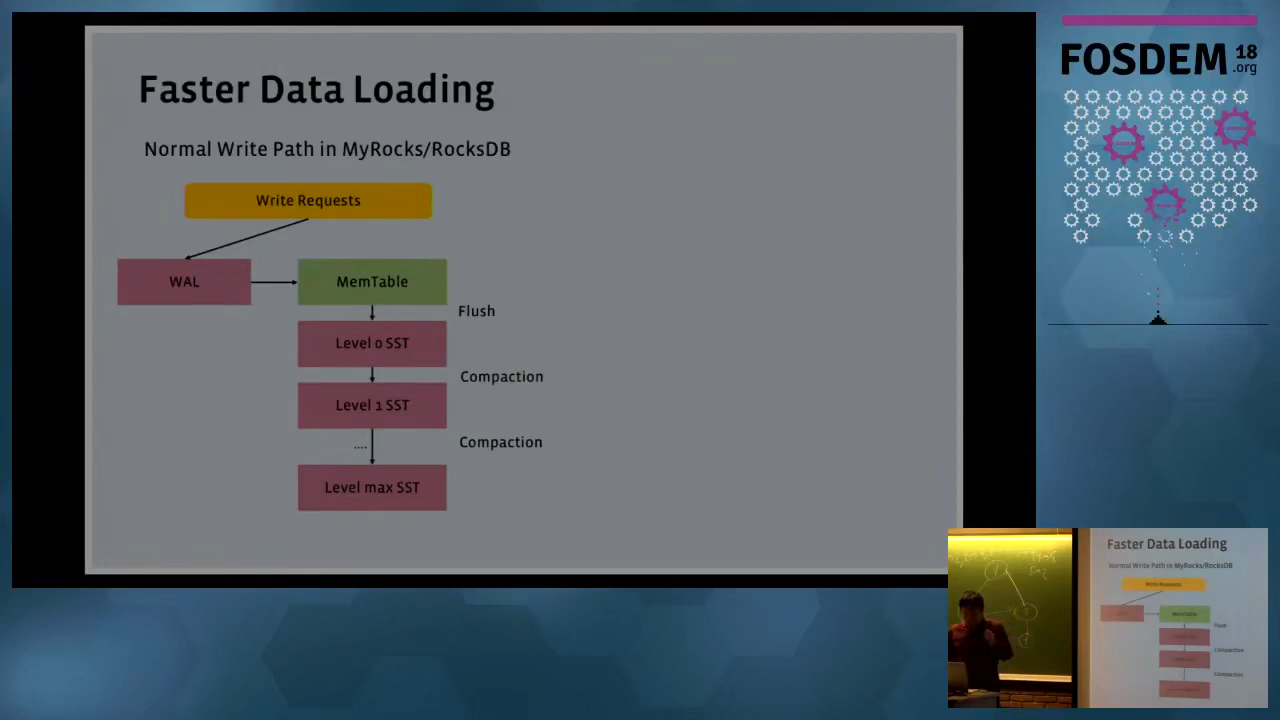 Faster Data Loading
Normal Write Path in MyRocks/RocksDB
Write Requests
WAL
MemTable
Flush
Level 0 SST
Compaction
Level 1 SST
Compaction
....
Level max SST
FOSDEM 18
.org
Faster Data Loading
Normal Write Path in MyRocks/RocksDB
Write Requests
MemTable
Flush
Compaction
Compaction